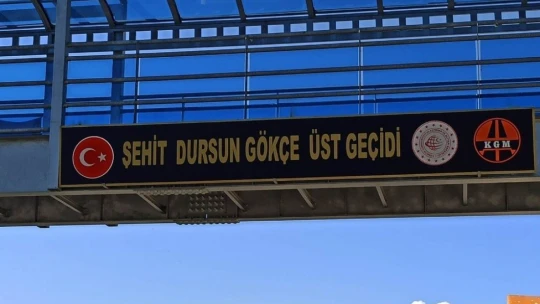 ŞEHİT DURSUN GÖKÇE ÜST GEÇİDİ
KGM